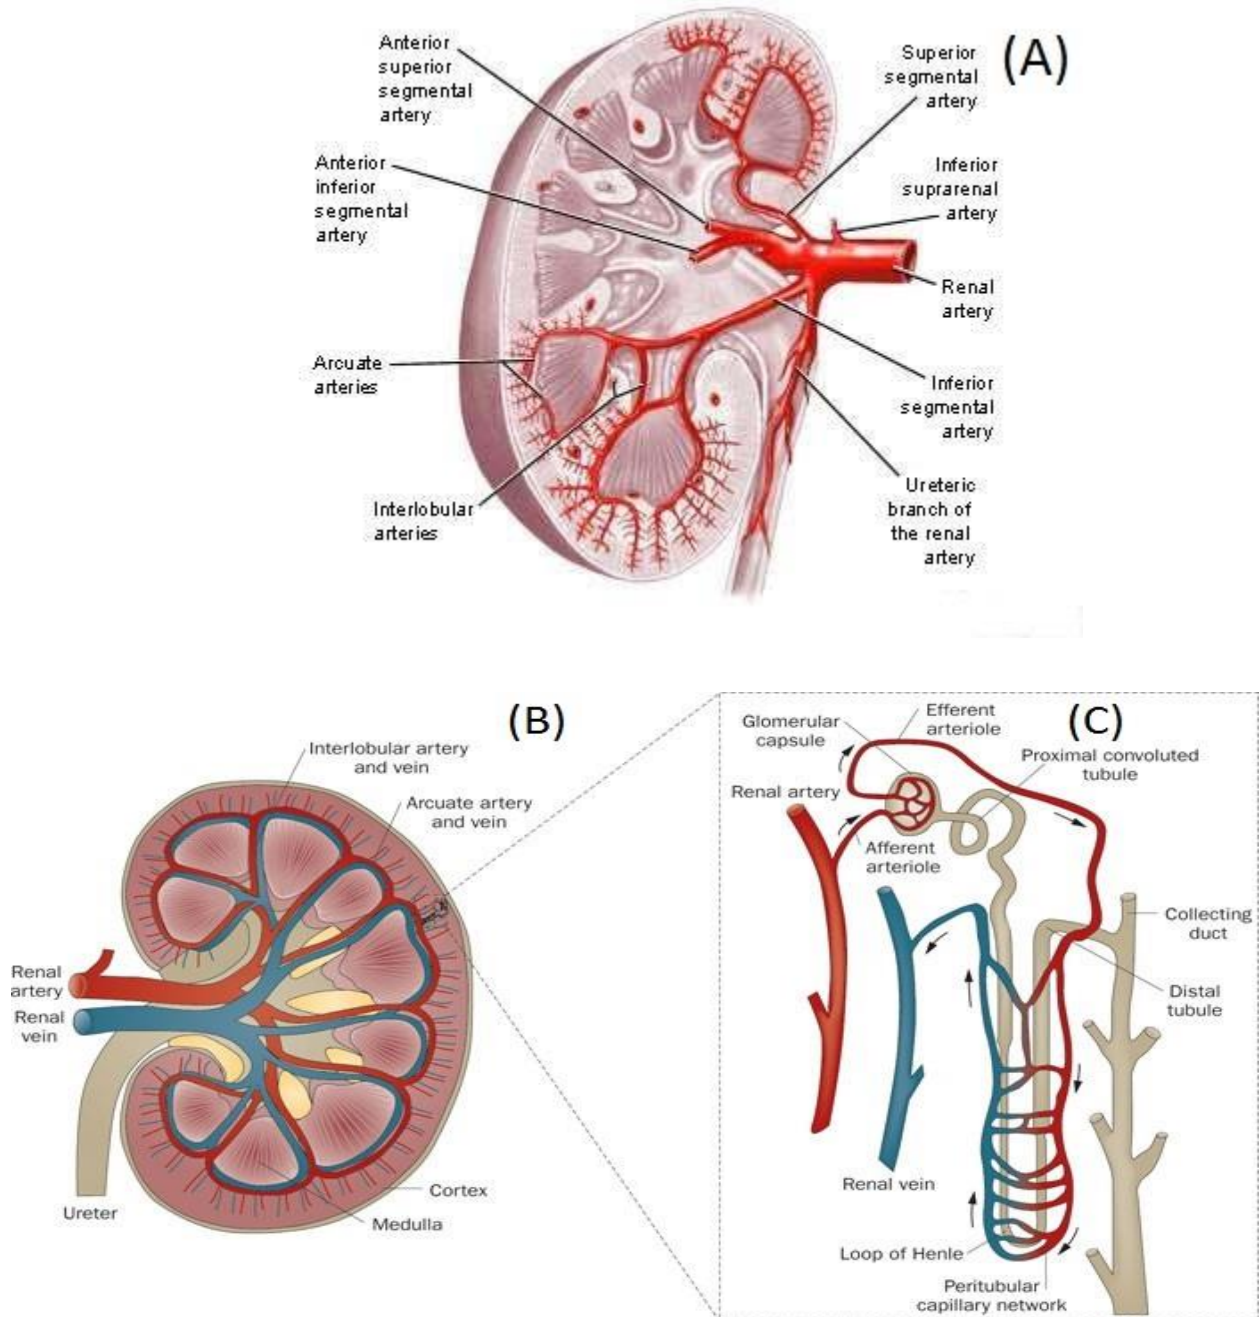 (A)
Anterior
superior
segmental
artery
Anterior
inferior
segmental
artery
Arcuate
arteries
Interlobular
arteries
Superior
segmental
artery
Inferior
suprarenal
artery
Renal
artery
Inferior
segmental
artery
Ureteric
branch of
the renal
artery
(B)
Interlobular artery
and vein
Arcuate artery
and vein
Renal
artery
Renal
vein
Ureter
Cortex
Medulla
(C)
Efferent
arteriole
Glomerular
capsule
Proximal convoluted
tubule
Renal artery
Afferent
arteriole
Collecting
duct
Distal
tubule
Renal vein
Loop of Henle
Peritubular
capillary network